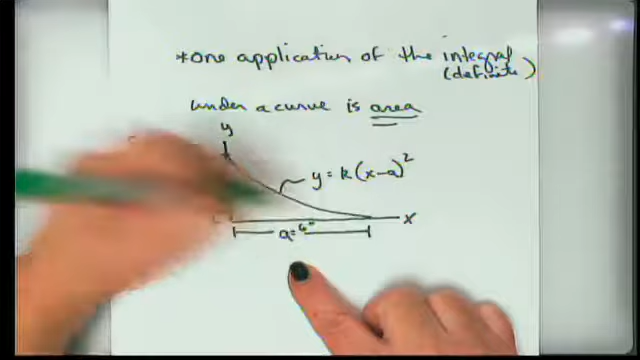 *one application of the integral
(definite)
under a curve is area
y
y = k(x-a)²
x
a=6"